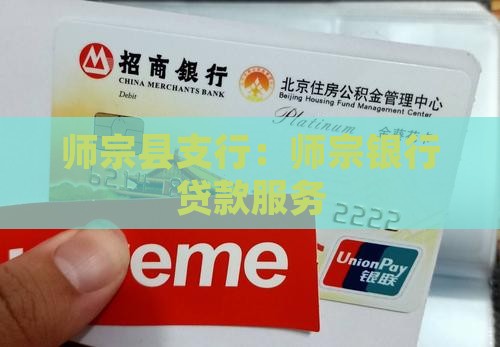 招商银行
CHINA MERCHANTS BANK
Debit
北京住房公积金管理中心
Beijing Housing Fund Management Center
Platinum
师宗县支行：师宗银行
贷款服务
2222
eme
UnionPay
银联